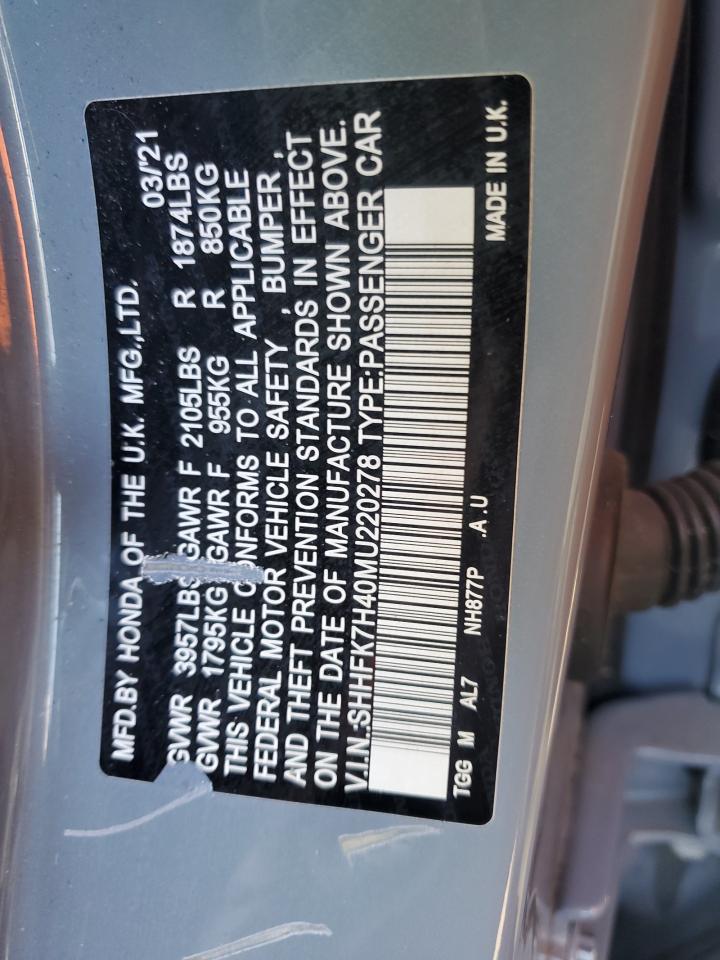 MFD.BY HONDA OF THE U.K. MFG.,LTD. 03/'21
GVWR 3957LBS GAWR F 2105LBS R 1874LBS
GVWR 1795KG GAWR F 955KG R 850KG
THIS VEHICLE CONFORMS TO ALL APPLICABLE
FEDERAL MOTOR VEHICLE SAFETY , BUMPER ,
AND THEFT PREVENTION STANDARDS IN EFFECT
ON THE DATE OF MANUFACTURE SHOWN ABOVE.
V.I.N.:SHHFK7H40MU220278 TYPE:PASSENGER CAR
TGG M AL7 NH877P .A.U MADE IN U.K.